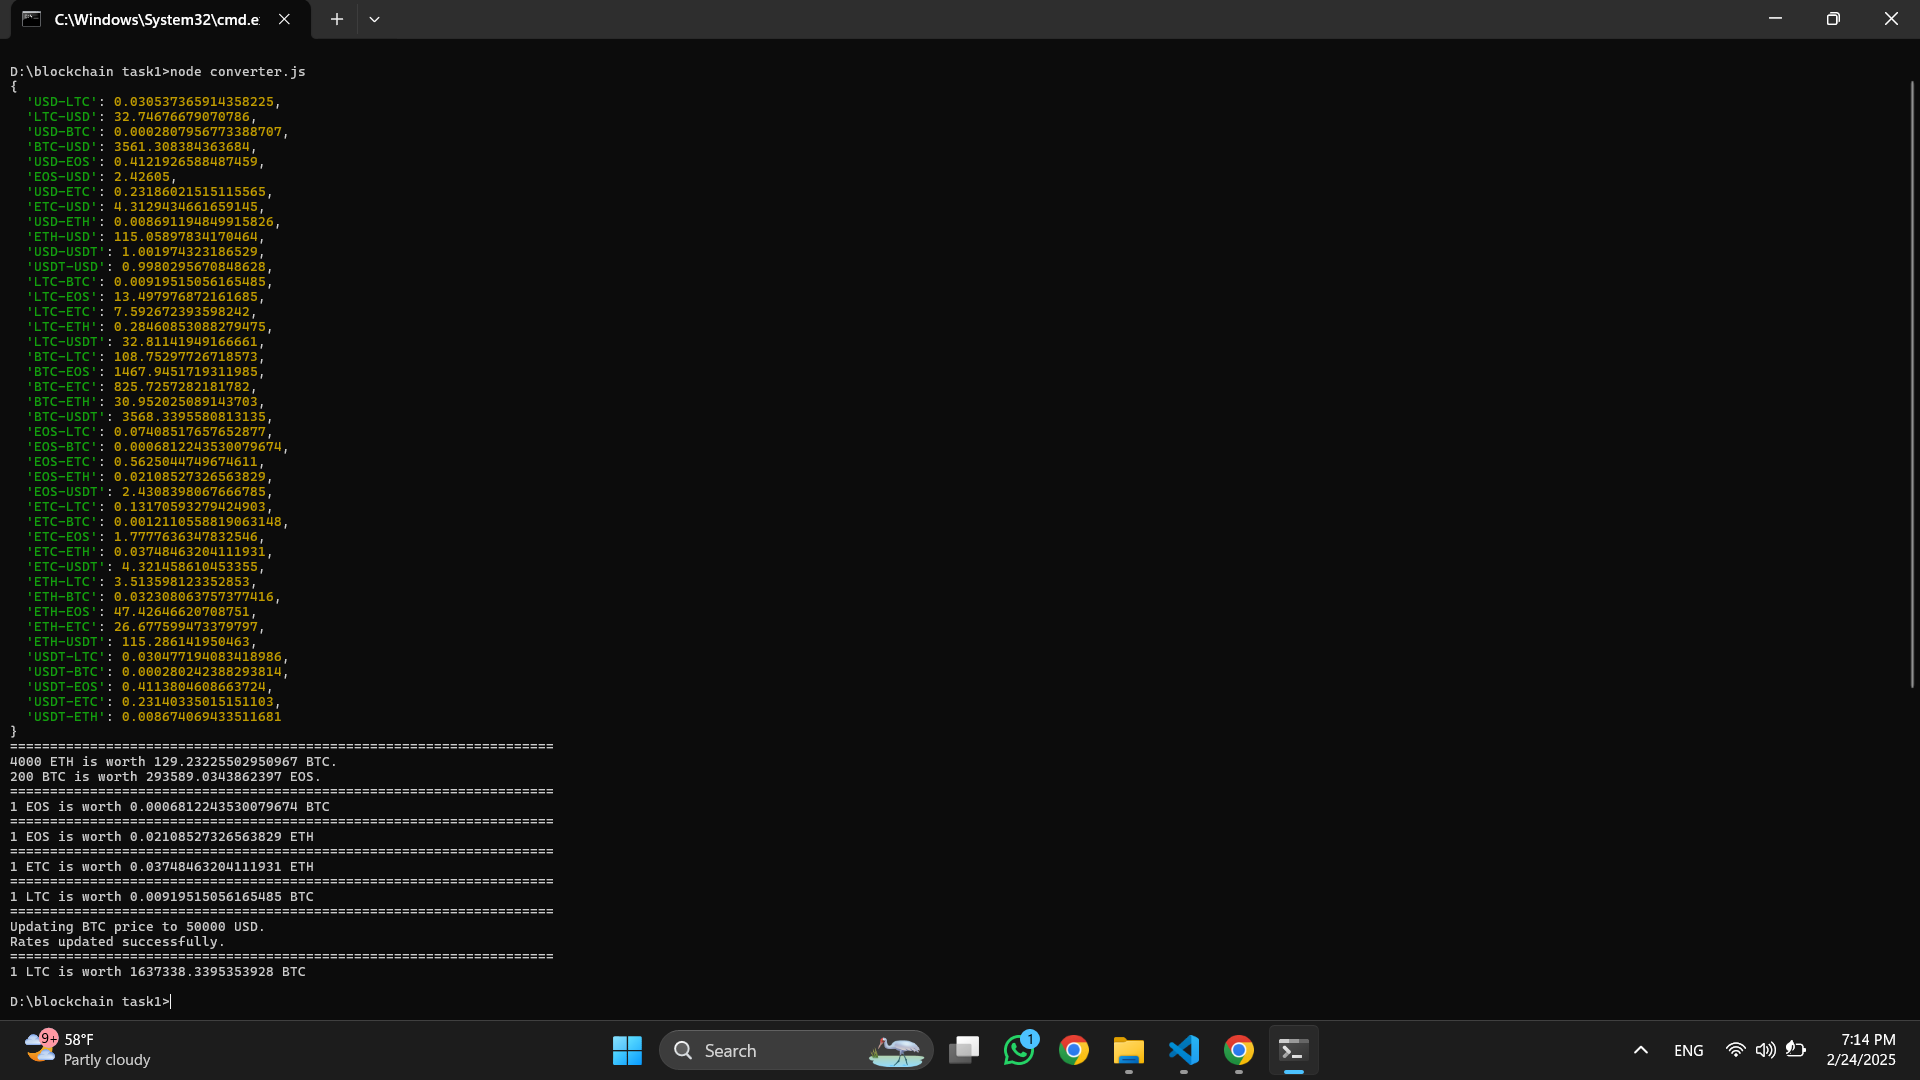 C:\Windows\System32\cmd.e
D:\blockchain task1>node converter.js
{
'USD-LTC': 0.030537365914358225,
'LTC-USD': 32.74676679070786,
'USD-BTC': 0.0002807956773388707,
'BTC-USD': 3561.308384363684,
'USD-EOS': 0.4121926588487459,
'EOS-USD': 2.42605,
'USD-ETC': 0.23186021515115565,
'ETC-USD': 4.3129434661659145,
'USD-ETH': 0.008691194849915826,
'ETH-USD': 115.05897834170464,
'USD-USDT': 1.001974323186529,
'USDT-USD': 0.9980295670848628,
'LTC-BTC': 0.00919515056165485,
'LTC-EOS': 13.497976872161685,
'LTC-ETC': 7.592672393598242,
'LTC-ETH': 0.28460853088279475,
'LTC-USDT': 32.81141949166661,
'BTC-LTC': 108.75297726718573,
'BTC-EOS': 1467.9451719311985,
'BTC-ETC': 825.7257282181782,
'BTC-ETH': 30.952025089143703,
'BTC-USDT': 3568.3395580813135,
'EOS-LTC': 0.07408517657652877,
'EOS-BTC': 0.0006812243530079674,
'EOS-ETC': 0.5625044749674611,
'EOS-ETH': 0.02108527326563829,
'EOS-USDT': 2.4308398067666785,
'ETC-LTC': 0.13170593279424903,
'ETC-BTC': 0.0012110558819063148,
'ETC-EOS': 1.7777636347832546,
'ETC-ETH': 0.03748463204111931,
'ETC-USDT': 4.321458610453355,
'ETH-LTC': 3.513598123352853,
'ETH-BTC': 0.032308063757377416,
'ETH-EOS': 47.42646620708751,
'ETH-ETC': 26.677599473379797,
'ETH-USDT': 115.286141950463,
'USDT-LTC': 0.030477194083418986,
'USDT-BTC': 0.000280242388293814,
'USDT-EOS': 0.4113804608663724,
'USDT-ETC': 0.23140335015151103,
'USDT-ETH': 0.008674069433511681
}
====================================================================
4000 ETH is worth 129.23225502950967 BTC.
200 BTC is worth 293589.0343862397 EOS.
====================================================================
1 EOS is worth 0.0006812243530079674 BTC
====================================================================
1 EOS is worth 0.02108527326563829 ETH
====================================================================
1 ETC is worth 0.03748463204111931 ETH
====================================================================
1 LTC is worth 0.00919515056165485 BTC
====================================================================
Updating BTC price to 50000 USD.
Rates updated successfully.
====================================================================
1 LTC is worth 1637338.3395353928 BTC
D:\blockchain task1>
9+
58°F
Partly cloudy
Search
1
ENG
7:14 PM
2/24/2025